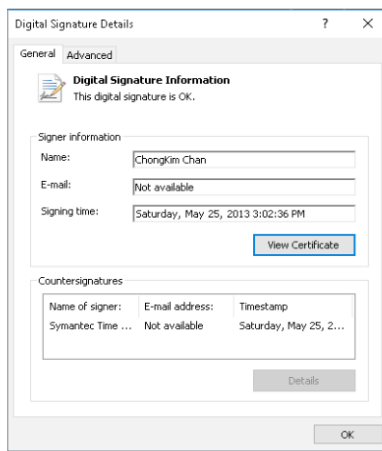 Digital Signature Details ? ×
General Advanced
Digital Signature Information
This digital signature is OK.
Signer information
Name: ChongKim Chan
E-mail: Not available
Signing time: Saturday, May 25, 2013 3:02:36 PM
View Certificate
Countersignatures
Name of signer: E-mail address: Timestamp
Symantec Time ... Not available Saturday, May 25, 2...
Details
OK